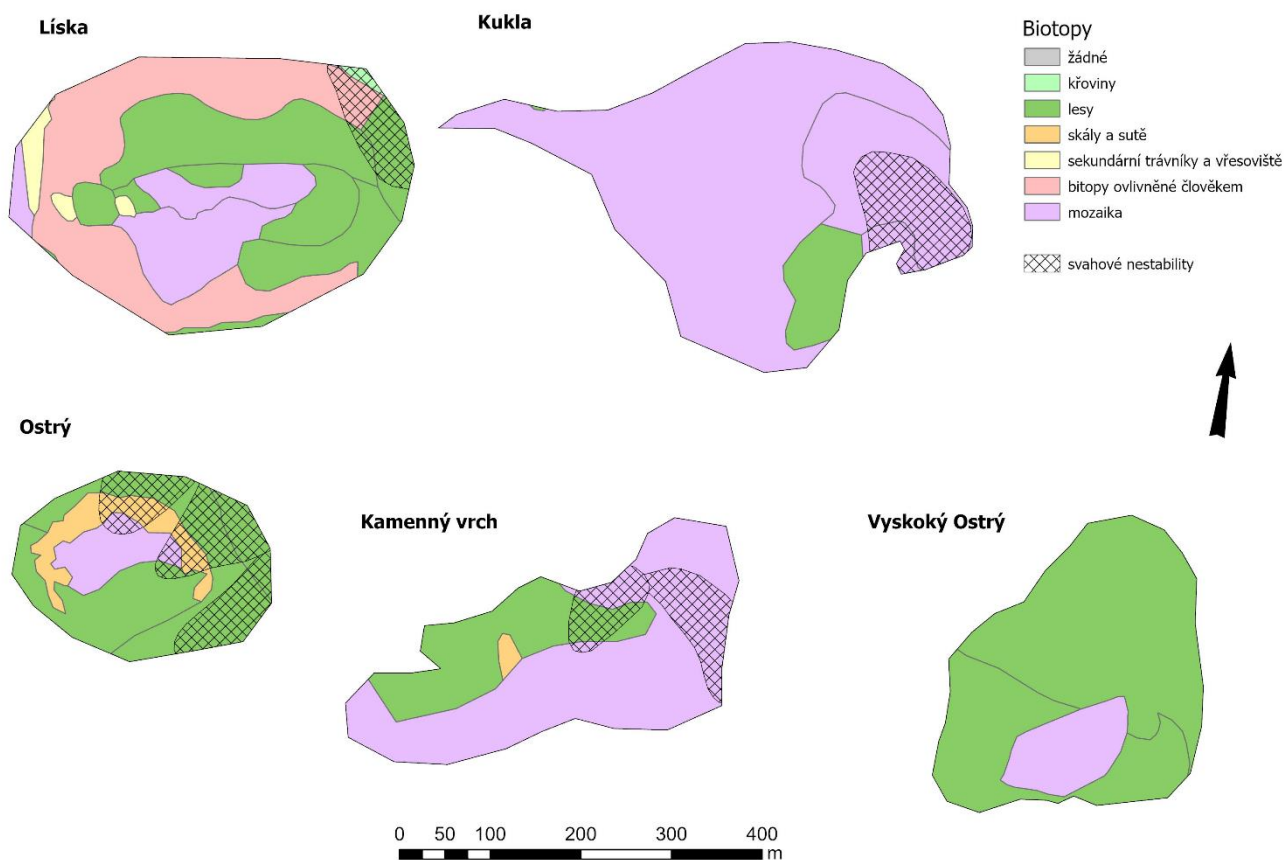 Líska
Kukla
Biotopy
žádné
křoviny
lesy
skály a sutě
sekundární trávníky a vřesoviště
bitopy ovlivněné člověkem
mozaika
svahové nestability
Ostrý
Kamenný vrch
Vyskoký Ostrý
0 50 100 200 300 400
m